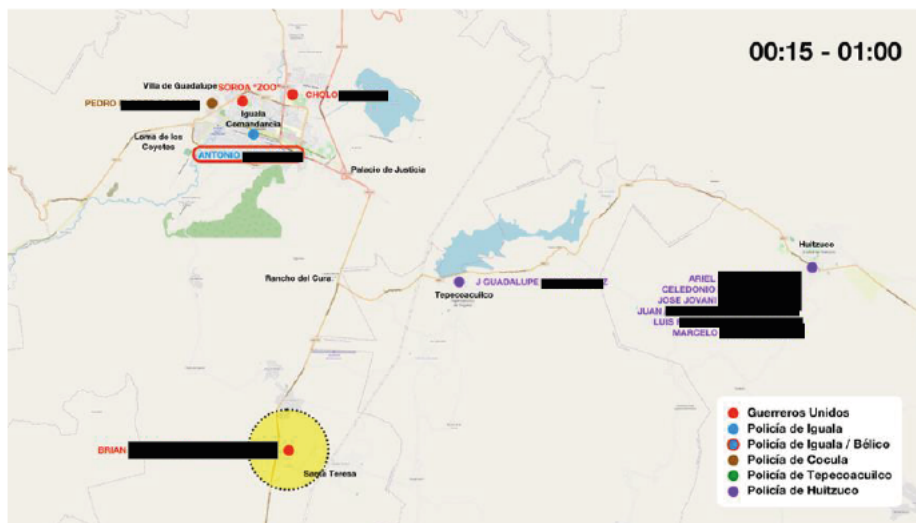 00:15 - 01:00
Villa de Guadalupe
SOROA "ZOO"
CHOLO
PEDRO
Iguala
Comandancia
Loma de los
Coyotes
ANTONIO
Palacio de Justicia
Huitzuco
Rancho del Cura
J GUADALUPE
Z
Tepecoacuilco
ARIEL
CELEDONIO
JOSE JOVANI
JUAN
LUIS
MARCELO
BRIAN
Santa Teresa
Guerreros Unidos
Policía de Iguala
Policía de Iguala / Bélico
Policía de Cocula
Policía de Tepecoacuilco
Policía de Huitzuco